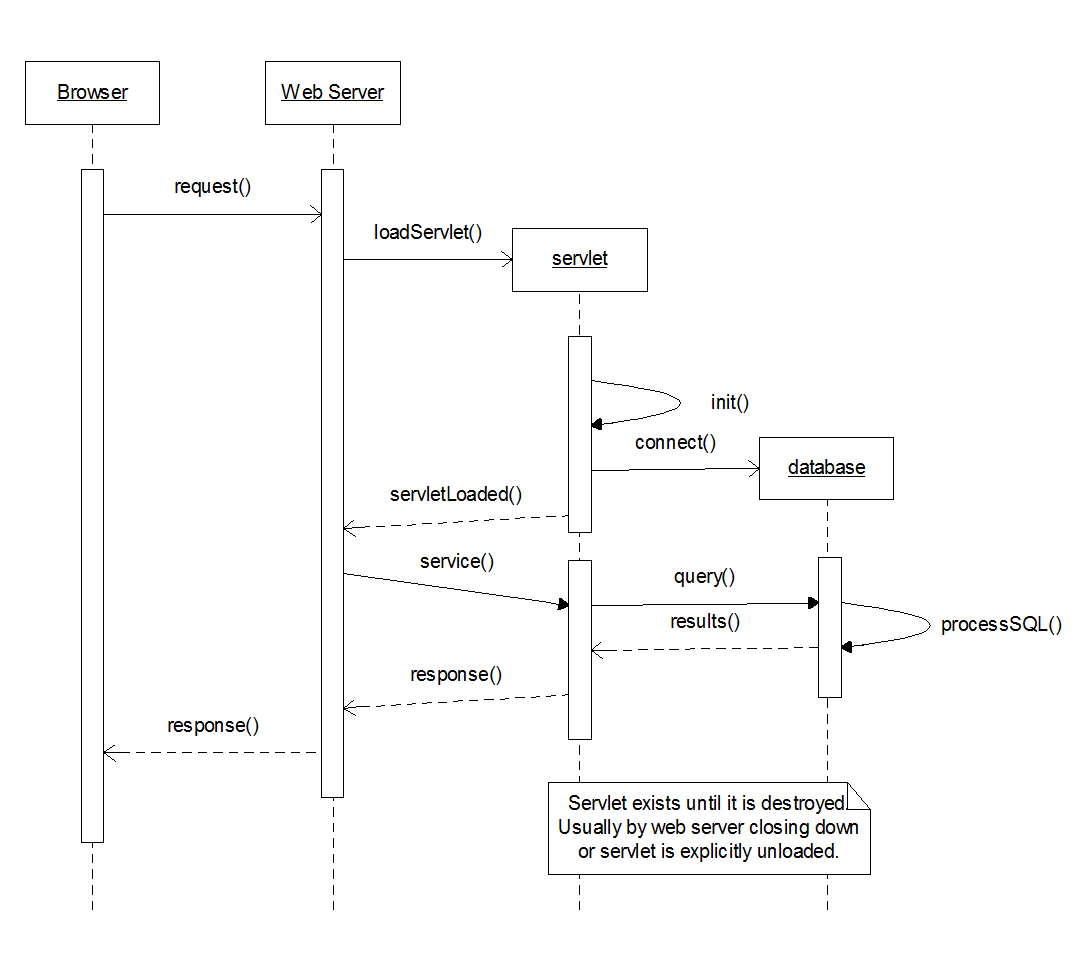 Browser
Web Server
request()
loadServlet()
servlet
init()
connect()
database
servletLoaded()
service()
query()
results()
processSQL()
response()
response()
Servlet exists until it is destroyed.
Usually by web server closing down
or servlet is explicitly unloaded.